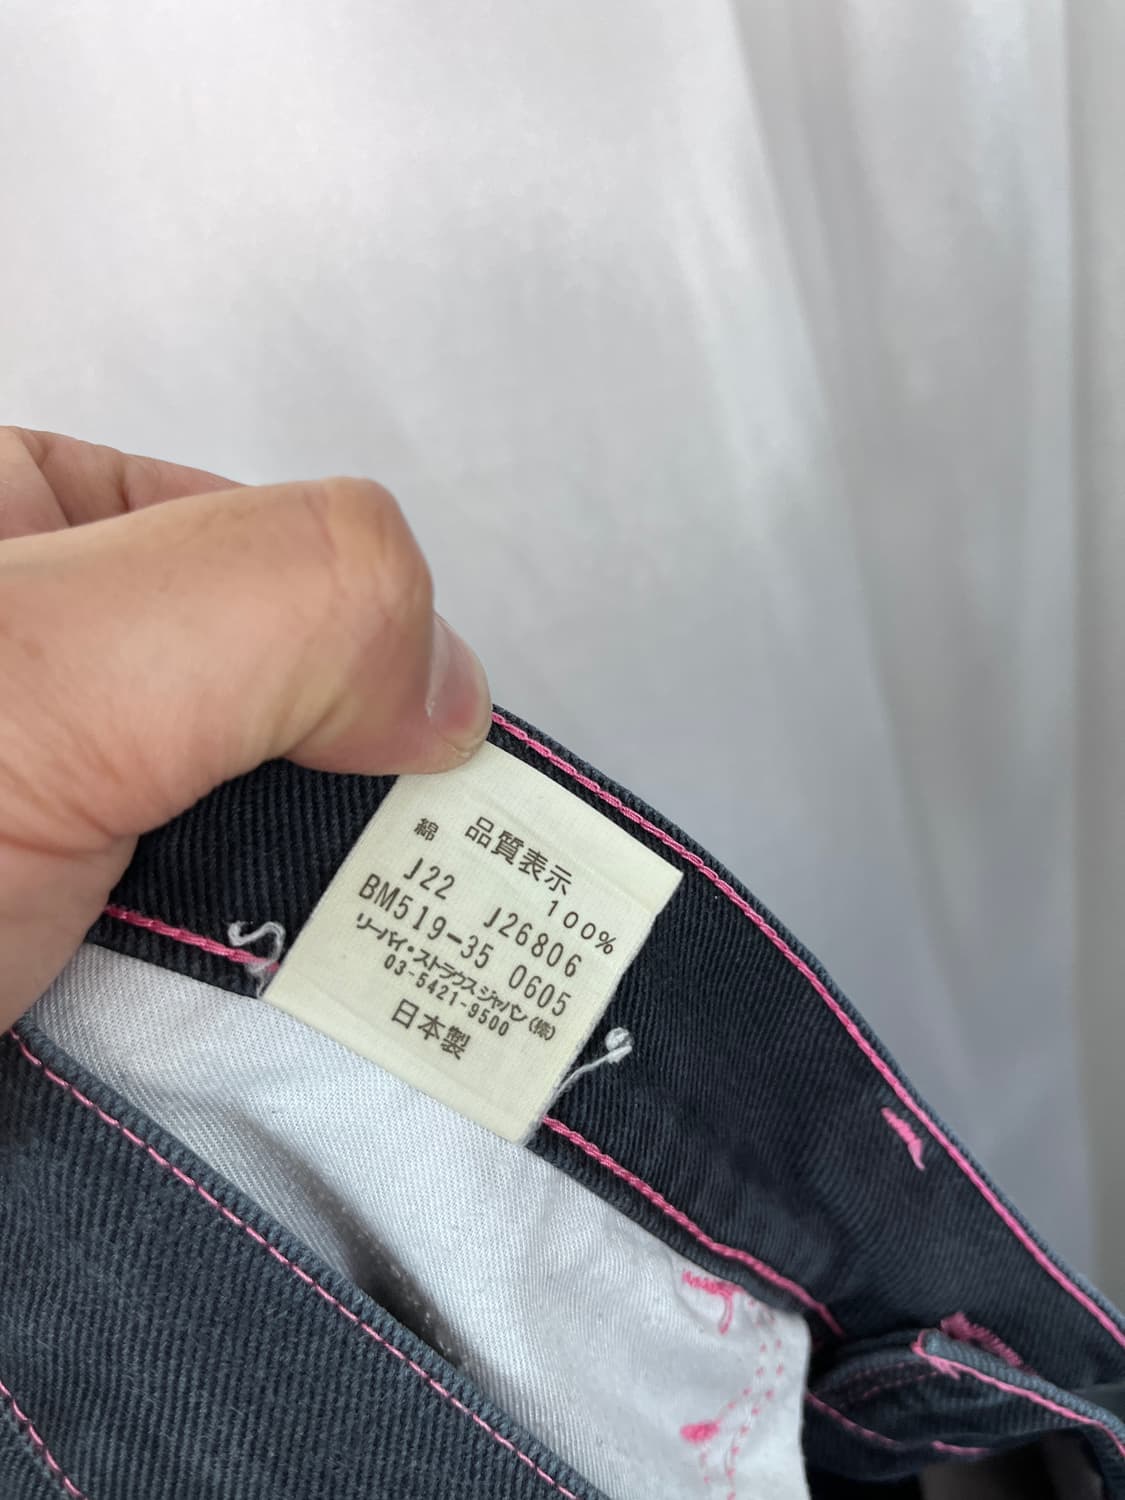 品質表示
綿 100%
J22 J26806
BM519-35 0605
リーバイ・ストラウス ジャパン(株)
03-5421-9500
日本製